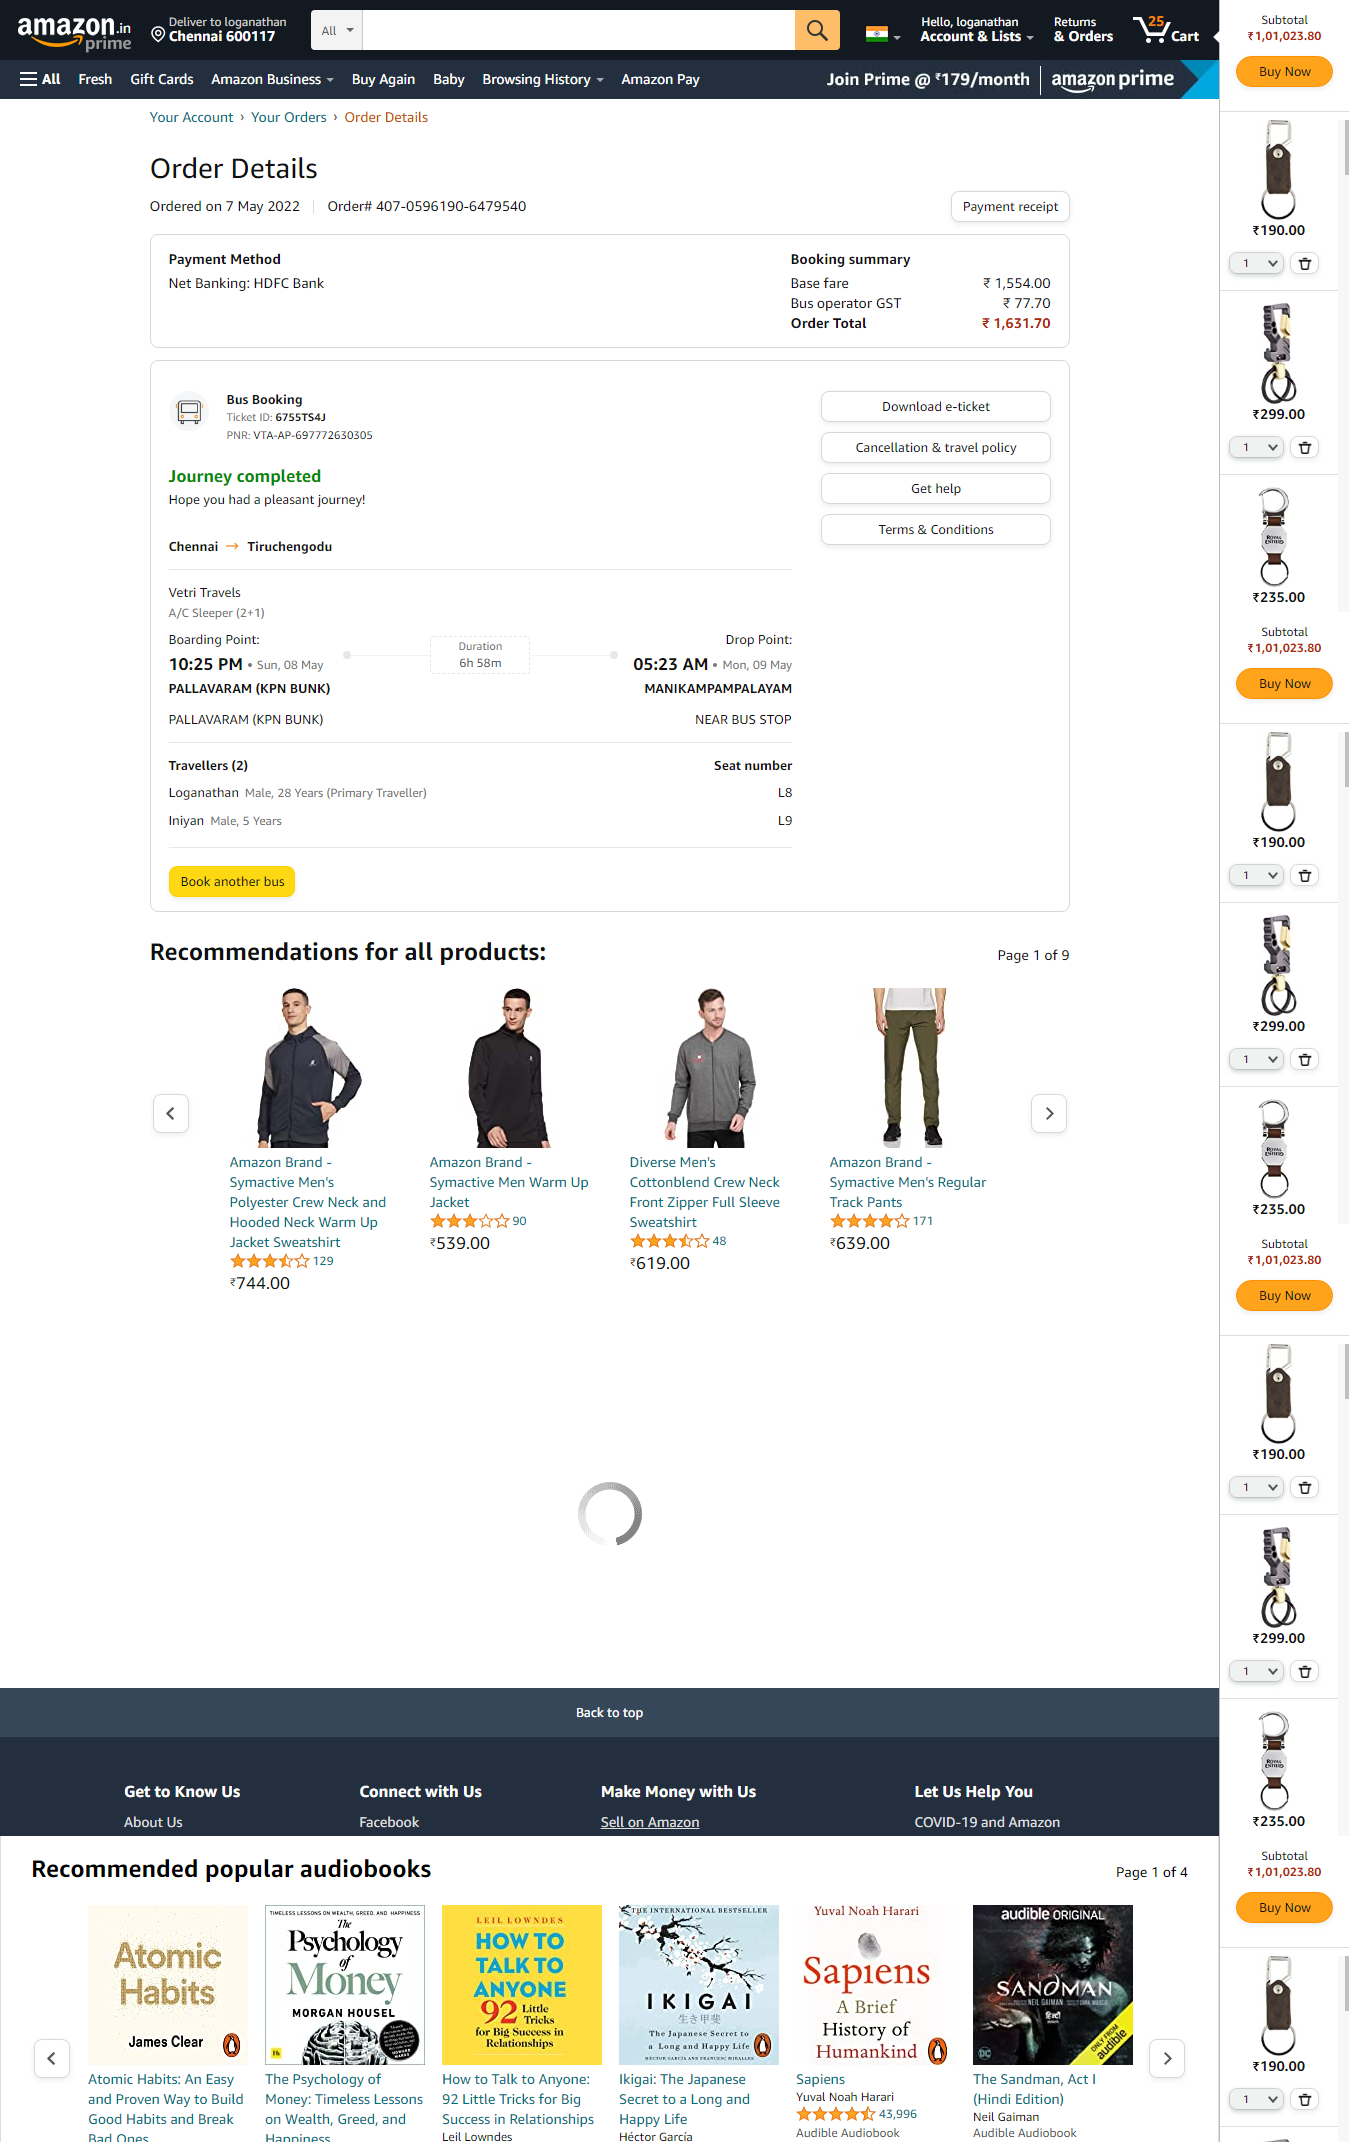 amazon.in
prime
Deliver to loganathan
Chennai 600117
All
Hello, loganathan
Account & Lists
Returns
& Orders
25
Cart
All
Fresh
Gift Cards
Amazon Business
Buy Again
Baby
Browsing History
Amazon Pay
Join Prime @ ₹179/month
amazon prime
Your Account › Your Orders › Order Details
Order Details
Ordered on 7 May 2022
Order# 407-0596190-6479540
Payment receipt
Payment Method
Net Banking: HDFC Bank
Booking summary
Base fare ₹ 1,554.00
Bus operator GST ₹ 77.70
Order Total ₹ 1,631.70
Bus Booking
Ticket ID: 6755TS4J
PNR: VTA-AP-697772630305
Journey completed
Hope you had a pleasant journey!
Download e-ticket
Cancellation & travel policy
Get help
Terms & Conditions
Chennai → Tiruchengodu
Vetri Travels
A/C Sleeper (2+1)
Boarding Point:
10:25 PM • Sun, 08 May
PALLAVARAM (KPN BUNK)
PALLAVARAM (KPN BUNK)
Duration
6h 58m
Drop Point:
05:23 AM • Mon, 09 May
MANIKAMPAMPALAYAM
NEAR BUS STOP
Travellers (2) Seat number
Loganathan Male, 28 Years (Primary Traveller) L8
Iniyan Male, 5 Years L9
Book another bus
Recommendations for all products:
Page 1 of 9
Amazon Brand -
Symactive Men's
Polyester Crew Neck and
Hooded Neck Warm Up
Jacket Sweatshirt
129
₹744.00
Amazon Brand -
Symactive Men Warm Up
Jacket
90
₹539.00
Diverse Men's
Cottonblend Crew Neck
Front Zipper Full Sleeve
Sweatshirt
48
₹619.00
Amazon Brand -
Symactive Men's Regular
Track Pants
171
₹639.00
Back to top
Get to Know Us
About Us
Connect with Us
Facebook
Make Money with Us
Sell on Amazon
Let Us Help You
COVID-19 and Amazon
Recommended popular audiobooks
Page 1 of 4
Atomic
Habits
James Clear
Atomic Habits: An Easy
and Proven Way to Build
Good Habits and Break
Bad Ones
TIMELESS LESSONS ON WEALTH, GREED, AND HAPPINESS
The
Psychology
of
Money
MORGAN HOUSEL
The Psychology of
Money: Timeless Lessons
on Wealth, Greed, and
Happiness
LEIL LOWNDES
HOW TO
TALK TO
ANYONE
92 Little
Tricks
for Big Success in
Relationships
How to Talk to Anyone:
92 Little Tricks for Big
Success in Relationships
Leil Lowndes
THE INTERNATIONAL BESTSELLER
IKIGAI
生き甲斐
The Japanese Secret to
a Long and Happy Life
HÉCTOR GARCÍA AND FRANCESC MIRALLES
Ikigai: The Japanese
Secret to a Long and
Happy Life
Héctor García
Yuval Noah Harari
Sapiens
A Brief
History of
Humankind
Sapiens
Yuval Noah Harari
43,996
Audible Audiobook
audible ORIGINAL
SANDMAN
NEIL GAIMAN
DC
ONLY FROM
audible
The Sandman, Act I
(Hindi Edition)
Neil Gaiman
Audible Audiobook
Subtotal
₹1,01,023.80
Buy Now
₹190.00
1
₹299.00
1
ROYAL
ENFIELD
₹235.00
Subtotal
₹1,01,023.80
Buy Now
₹190.00
1
₹299.00
1
ROYAL
ENFIELD
₹235.00
Subtotal
₹1,01,023.80
Buy Now
₹190.00
1
₹299.00
1
ROYAL
ENFIELD
₹235.00
Subtotal
₹1,01,023.80
Buy Now
₹190.00
1